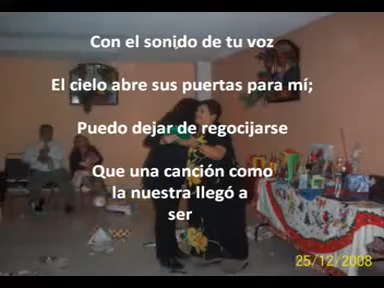 Con el sonido de tu voz
El cielo abre sus puertas para mí;
Puedo dejar de regocijarse
Que una canción como
la nuestra llegó a
ser
25/12/2008